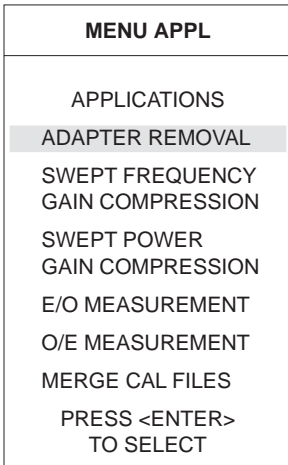 MENU APPL
APPLICATIONS
ADAPTER REMOVAL
SWEPT FREQUENCY
GAIN COMPRESSION
SWEPT POWER
GAIN COMPRESSION
E/O MEASUREMENT
O/E MEASUREMENT
MERGE CAL FILES
PRESS <ENTER>
TO SELECT